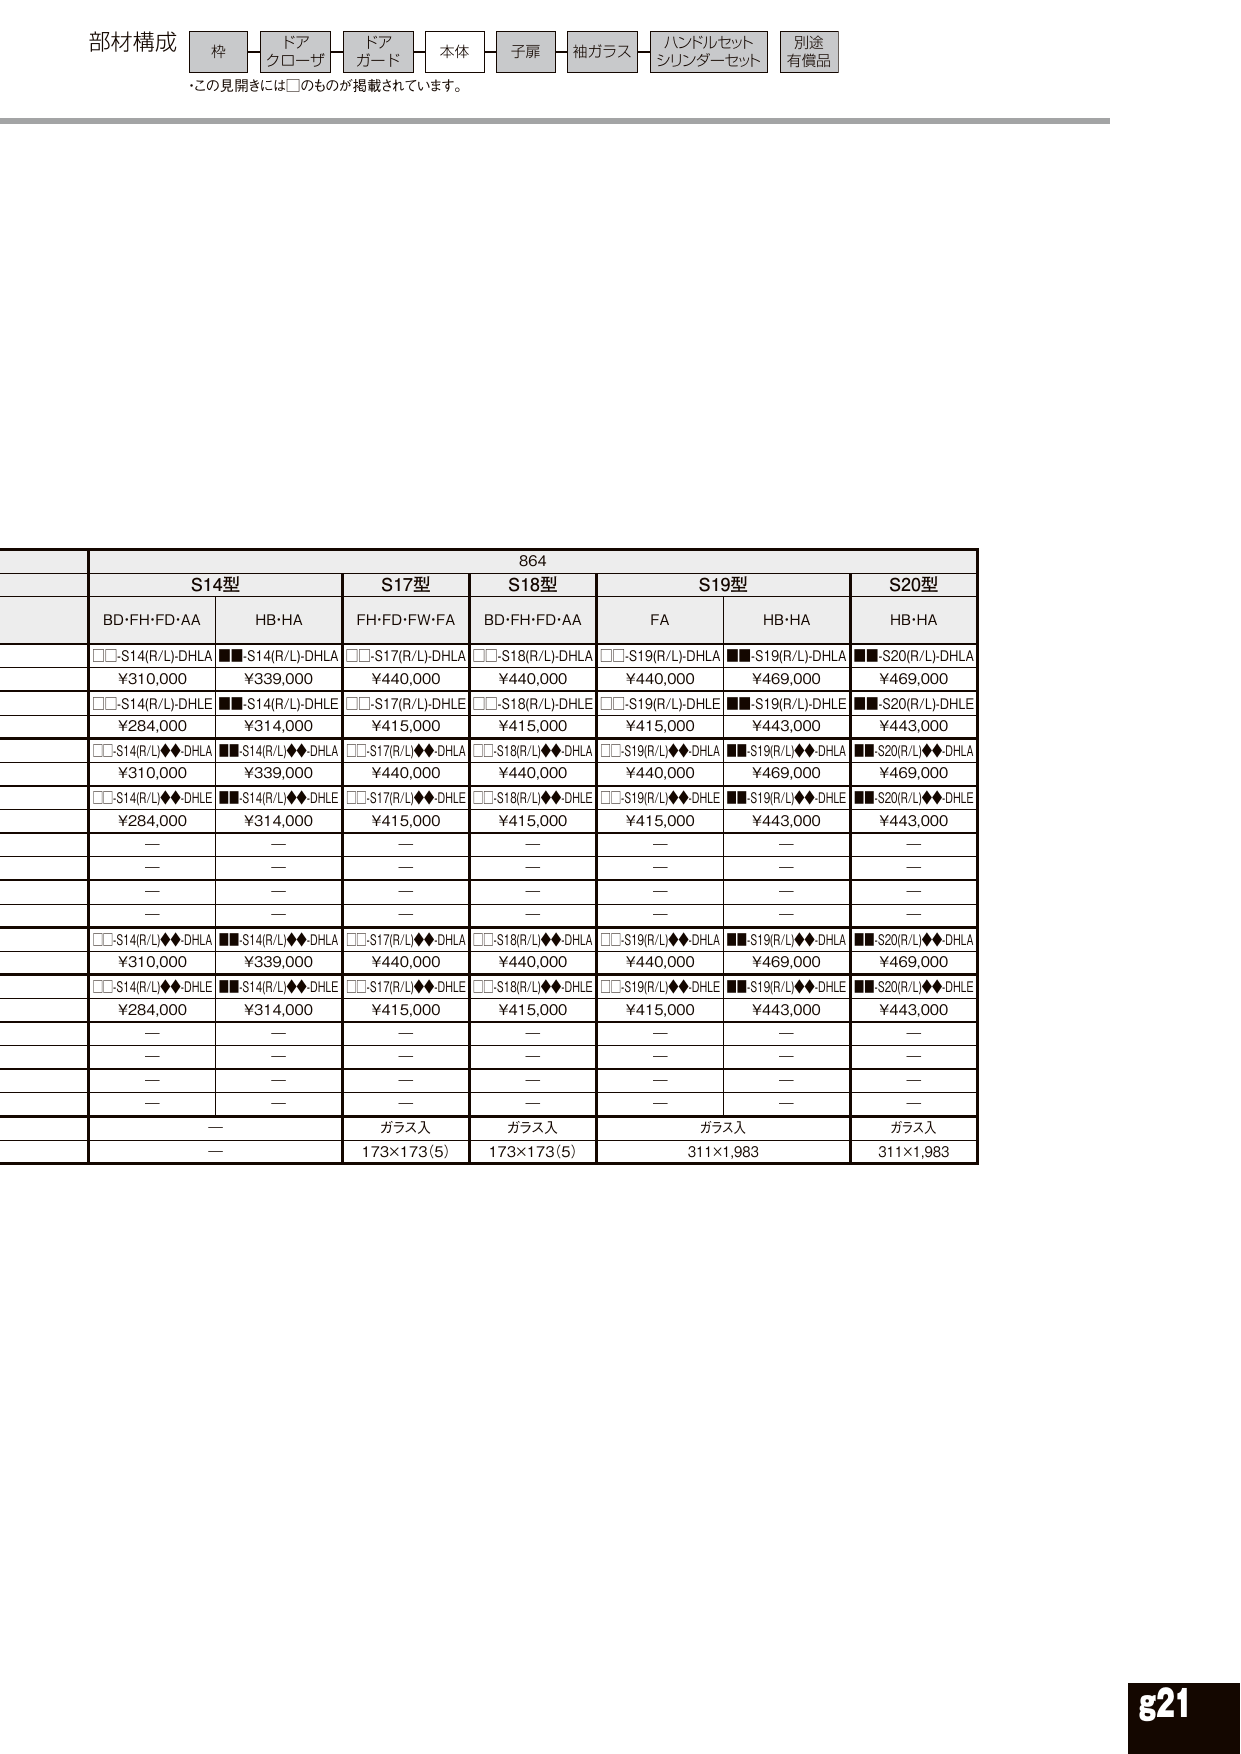 部材構成 枠 ドアクローザ ドアガード 本体 子扉 袖ガラス ハンドルセットシリンダーセット 別途有償品
・この見開きには□のものが掲載されています。
864
S14型 S17型 S18型 S19型 S20型
BD・FH・FD・AA HB・HA FH・FD・FW・FA BD・FH・FD・AA FA HB・HA HB・HA
□□-S14(R/L)-DHLA ■■-S14(R/L)-DHLA □□-S17(R/L)-DHLA □□-S18(R/L)-DHLA □□-S19(R/L)-DHLA ■■-S19(R/L)-DHLA ■■-S20(R/L)-DHLA
¥310,000 ¥339,000 ¥440,000 ¥440,000 ¥440,000 ¥469,000 ¥469,000
□□-S14(R/L)-DHLE ■■-S14(R/L)-DHLE □□-S17(R/L)-DHLE □□-S18(R/L)-DHLE □□-S19(R/L)-DHLE ■■-S19(R/L)-DHLE ■■-S20(R/L)-DHLE
¥284,000 ¥314,000 ¥415,000 ¥415,000 ¥415,000 ¥443,000 ¥443,000
□□-S14(R/L)◆◆-DHLA ■■-S14(R/L)◆◆-DHLA □□-S17(R/L)◆◆-DHLA □□-S18(R/L)◆◆-DHLA □□-S19(R/L)◆◆-DHLA ■■-S19(R/L)◆◆-DHLA ■■-S20(R/L)◆◆-DHLA
¥310,000 ¥339,000 ¥440,000 ¥440,000 ¥440,000 ¥469,000 ¥469,000
□□-S14(R/L)◆◆-DHLE ■■-S14(R/L)◆◆-DHLE □□-S17(R/L)◆◆-DHLE □□-S18(R/L)◆◆-DHLE □□-S19(R/L)◆◆-DHLE ■■-S19(R/L)◆◆-DHLE ■■-S20(R/L)◆◆-DHLE
¥284,000 ¥314,000 ¥415,000 ¥415,000 ¥415,000 ¥443,000 ¥443,000
— — — — — — —
— — — — — — —
— — — — — — —
— — — — — — —
□□-S14(R/L)◆◆-DHLA ■■-S14(R/L)◆◆-DHLA □□-S17(R/L)◆◆-DHLA □□-S18(R/L)◆◆-DHLA □□-S19(R/L)◆◆-DHLA ■■-S19(R/L)◆◆-DHLA ■■-S20(R/L)◆◆-DHLA
¥310,000 ¥339,000 ¥440,000 ¥440,000 ¥440,000 ¥469,000 ¥469,000
□□-S14(R/L)◆◆-DHLE ■■-S14(R/L)◆◆-DHLE □□-S17(R/L)◆◆-DHLE □□-S18(R/L)◆◆-DHLE □□-S19(R/L)◆◆-DHLE ■■-S19(R/L)◆◆-DHLE ■■-S20(R/L)◆◆-DHLE
¥284,000 ¥314,000 ¥415,000 ¥415,000 ¥415,000 ¥443,000 ¥443,000
— — — — — — —
— — — — — — —
— — — — — — —
— — — — — — —
— ガラス入 ガラス入 ガラス入 ガラス入
— 173×173(5) 173×173(5) 311×1,983 311×1,983
g21